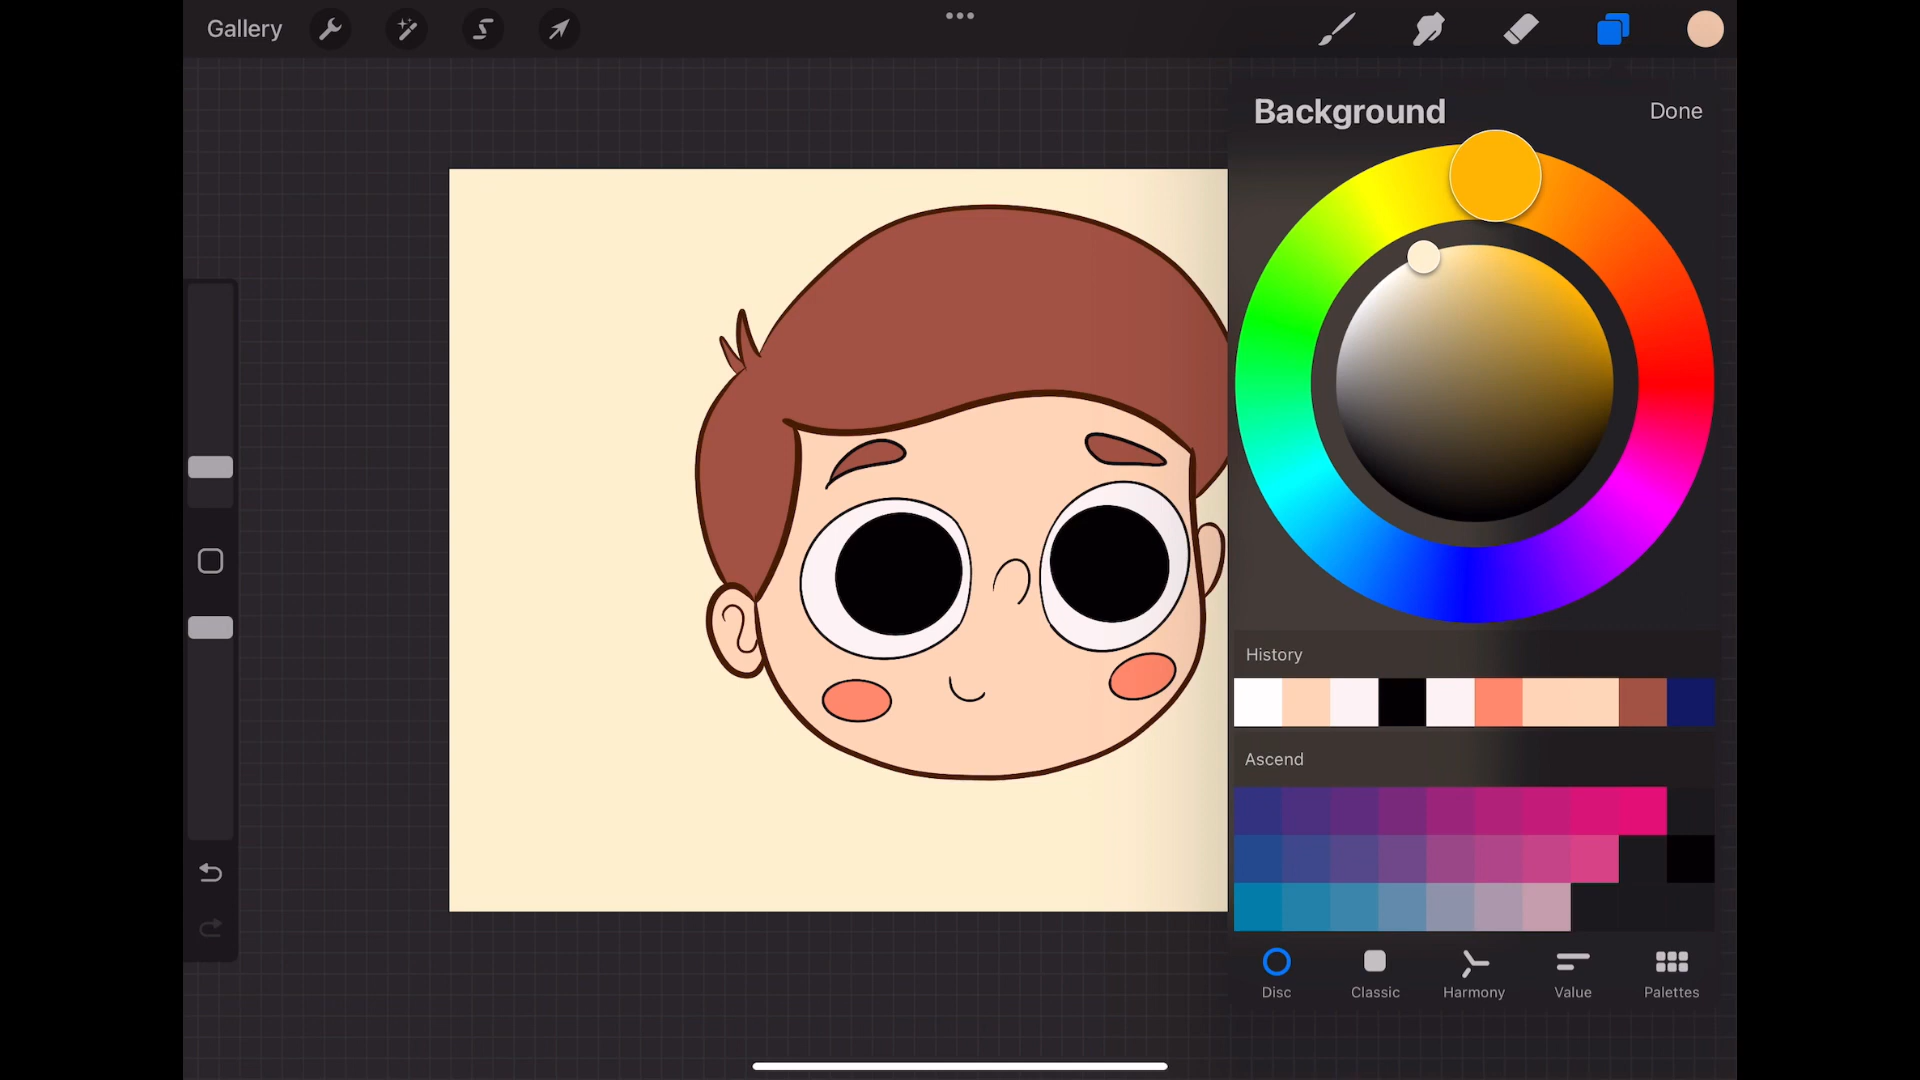 Gallery
Background
Done
History
Ascend
Disc
Classic
Harmony
Value
Palettes